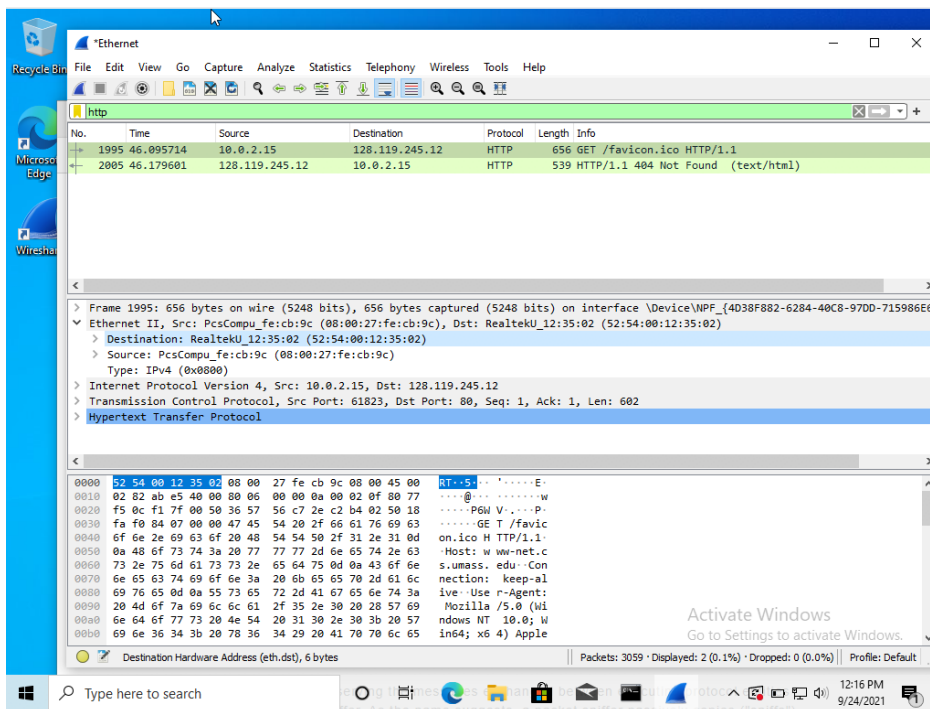 *Ethernet
Recycle Bin
File Edit View Go Capture Analyze Statistics Telephony Wireless Tools Help
http
No. Time Source Destination Protocol Length Info
1995 46.095714 10.0.2.15 128.119.245.12 HTTP 656 GET /favicon.ico HTTP/1.1
2005 46.179601 128.119.245.12 10.0.2.15 HTTP 539 HTTP/1.1 404 Not Found (text/html)
Microso
Edge
Wireshar
Frame 1995: 656 bytes on wire (5248 bits), 656 bytes captured (5248 bits) on interface \Device\NPF_{4D38F882-6284-40C8-97DD-715986E6
Ethernet II, Src: PcsCompu_fe:cb:9c (08:00:27:fe:cb:9c), Dst: RealtekU_12:35:02 (52:54:00:12:35:02)
Destination: RealtekU_12:35:02 (52:54:00:12:35:02)
Source: PcsCompu_fe:cb:9c (08:00:27:fe:cb:9c)
Type: IPv4 (0x0800)
Internet Protocol Version 4, Src: 10.0.2.15, Dst: 128.119.245.12
Transmission Control Protocol, Src Port: 61823, Dst Port: 80, Seq: 1, Ack: 1, Len: 602
Hypertext Transfer Protocol
0000 52 54 00 12 35 02 08 00 27 fe cb 9c 08 00 45 00 RT··5··· '·····E·
0010 02 82 ab e5 40 00 80 06 00 00 0a 00 02 0f 80 77 ····@··· ·······w
0020 f5 0c f1 7f 00 50 36 57 56 c7 2e c2 b4 02 50 18 ·····P6W V·.···P·
0030 fa f0 84 07 00 00 47 45 54 20 2f 66 61 76 69 63 ······GE T /favic
0040 6f 6e 2e 69 63 6f 20 48 54 54 50 2f 31 2e 31 0d on.ico H TTP/1.1·
0050 0a 48 6f 73 74 3a 20 77 77 77 2d 6e 65 74 2e 63 ·Host: w ww-net.c
0060 73 2e 75 6d 61 73 73 2e 65 64 75 0d 0a 43 6f 6e s.umass. edu··Con
0070 6e 65 63 74 69 6f 6e 3a 20 6b 65 65 70 2d 61 6c nection: keep-al
0080 69 76 65 0d 0a 55 73 65 72 2d 41 67 65 6e 74 3a ive··Use r-Agent:
0090 20 4d 6f 7a 69 6c 6c 61 2f 35 2e 30 20 28 57 69 Mozilla /5.0 (Wi
00a0 6e 64 6f 77 73 20 4e 54 20 31 30 2e 30 3b 20 57 ndows NT 10.0; W
00b0 69 6e 36 34 3b 20 78 36 34 29 20 41 70 70 6c 65 in64; x6 4) Apple
Activate Windows
Go to Settings to activate Windows.
Destination Hardware Address (eth.dst), 6 bytes
Packets: 3059 · Displayed: 2 (0.1%) · Dropped: 0 (0.0%) Profile: Default
Type here to search
12:16 PM
9/24/2021
1